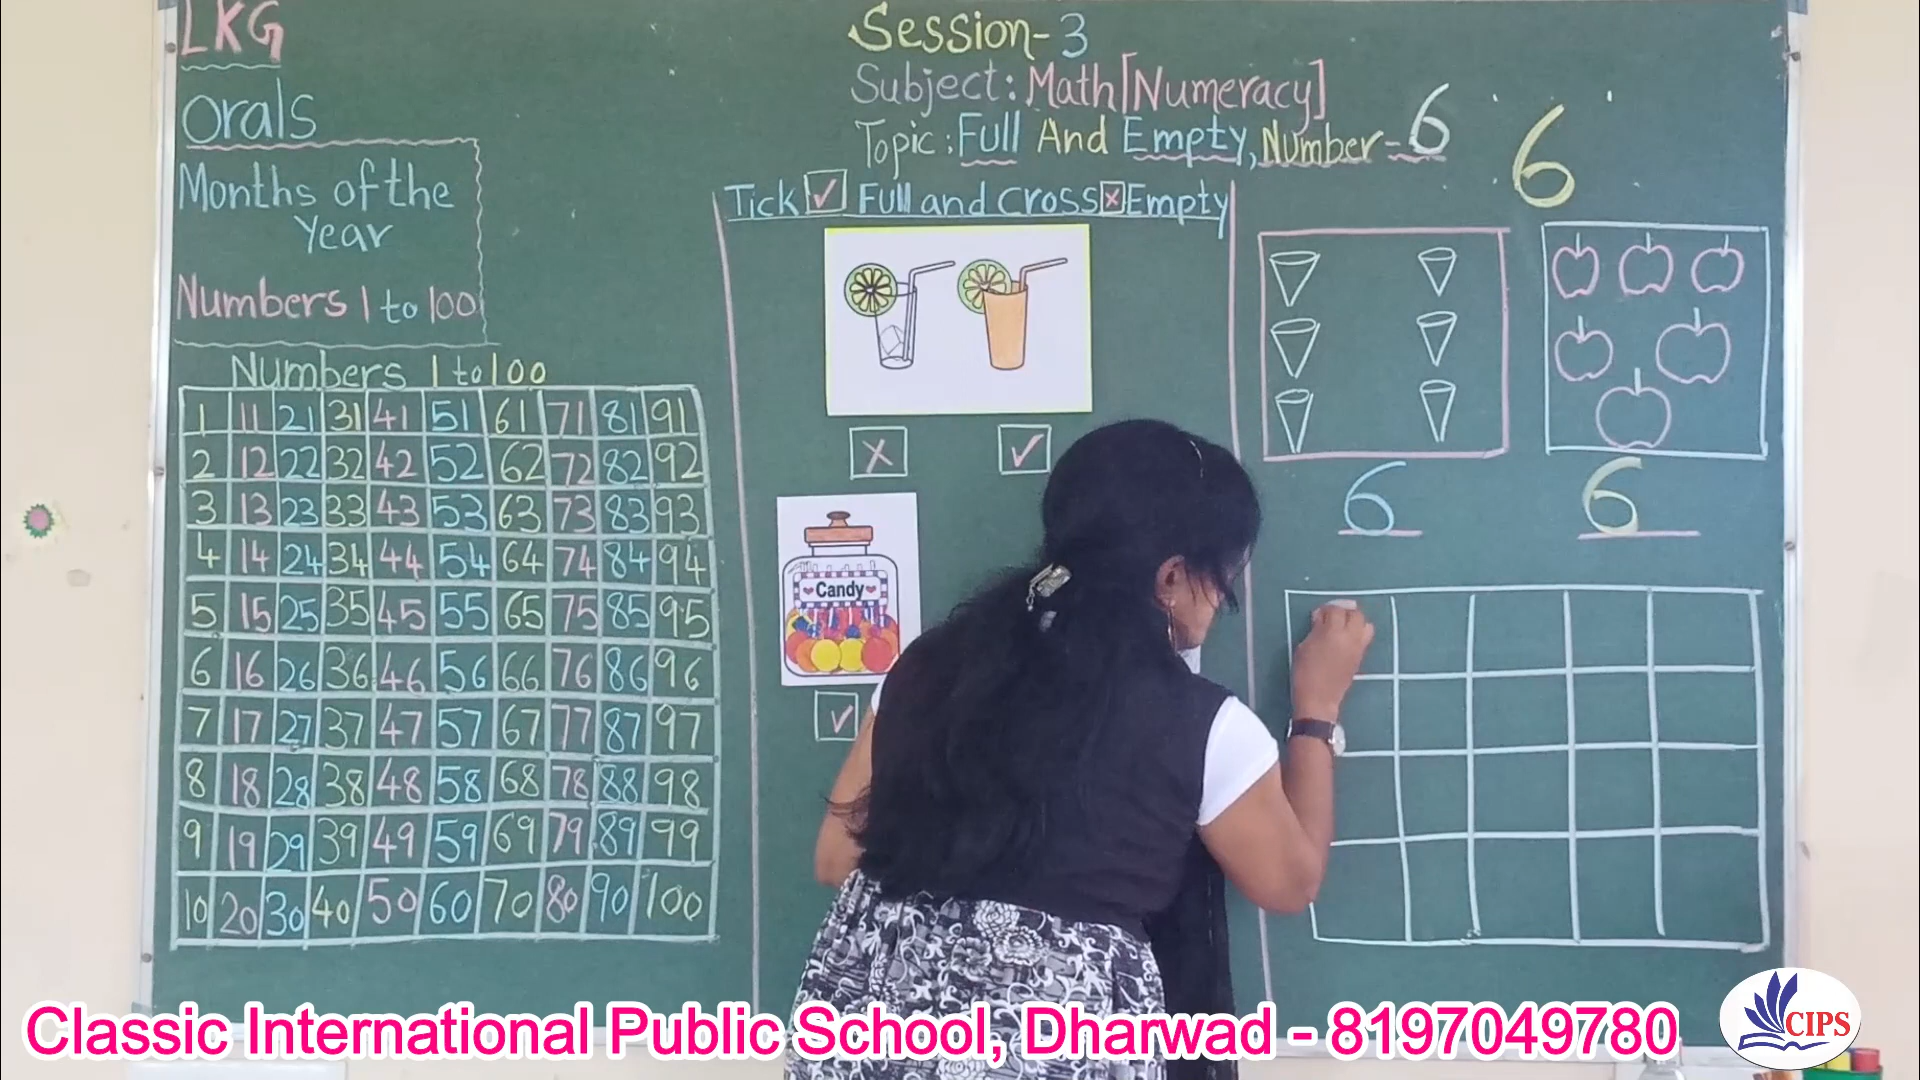 LKG
Orals
Months of the
Year
Numbers 1 to 100
Numbers 1 to 100
1 11 21 31 41 51 61 71 81 91
2 12 22 32 42 52 62 72 82 92
3 13 23 33 43 53 63 73 83 93
4 14 24 34 44 54 64 74 84 94
5 15 25 35 45 55 65 75 85 95
6 16 26 36 46 56 66 76 86 96
7 17 27 37 47 57 67 77 87 97
8 18 28 38 48 58 68 78 88 98
9 19 29 39 49 59 69 79 89 99
10 20 30 40 50 60 70 80 90 100
Session-3
Subject: Math[Numeracy]
Topic: Full And Empty, Number-6
6
Tick ✓ Full and Cross x Empty
x ✓
Candy
✓
6 6
Classic International Public School, Dharwad - 8197049780
CIPS